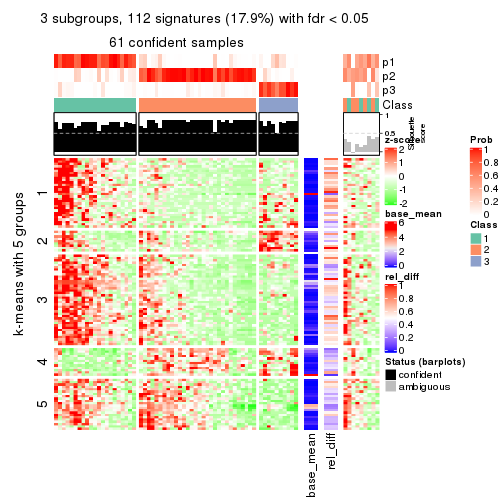 3 subgroups, 112 signatures (17.9%) with fdr < 0.05
61 confident samples
p1
p2
p3
Class
1
0.5
0
Silhouette
score
k-means with 5 groups
1
2
3
4
5
base_mean
rel_diff
z-score
2
1
0
-1
-2
base_mean
6
4
2
0
rel_diff
1
0.8
0.6
0.4
0.2
0
Status (barplots)
confident
ambiguous
Prob
1
0.8
0.6
0.4
0.2
0
Class
1
2
3